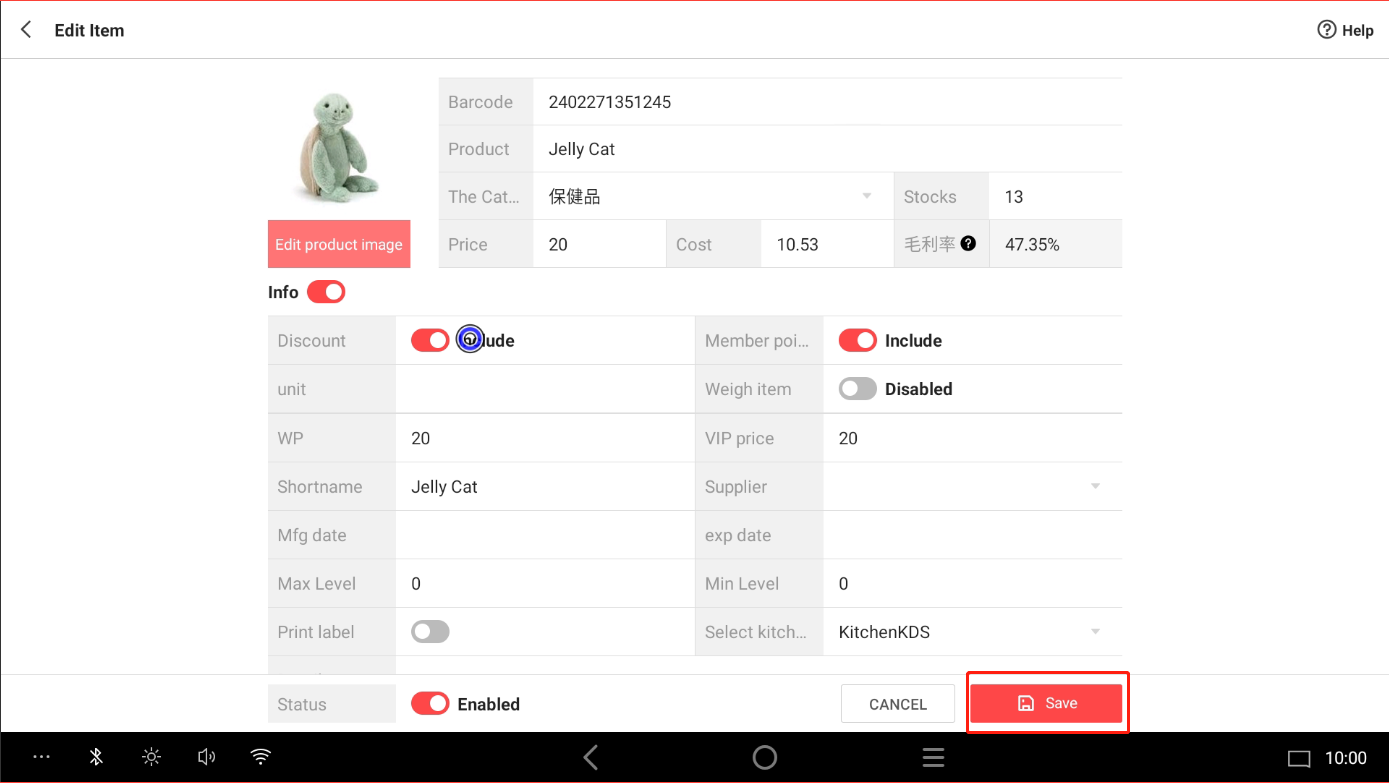 Edit Item
Help
Barcode 2402271351245
Product Jelly Cat
The Cat... 保健品 Stocks 13
Edit product image Price 20 Cost 10.53 毛利率 ? 47.35%
Info
Discount Member poi... Include
unit Weigh item Disabled
WP 20 VIP price 20
Shortname Jelly Cat Supplier
Mfg date exp date
Max Level 0 Min Level 0
Print label Select kitch... KitchenKDS
Status Enabled CANCEL Save
10:00